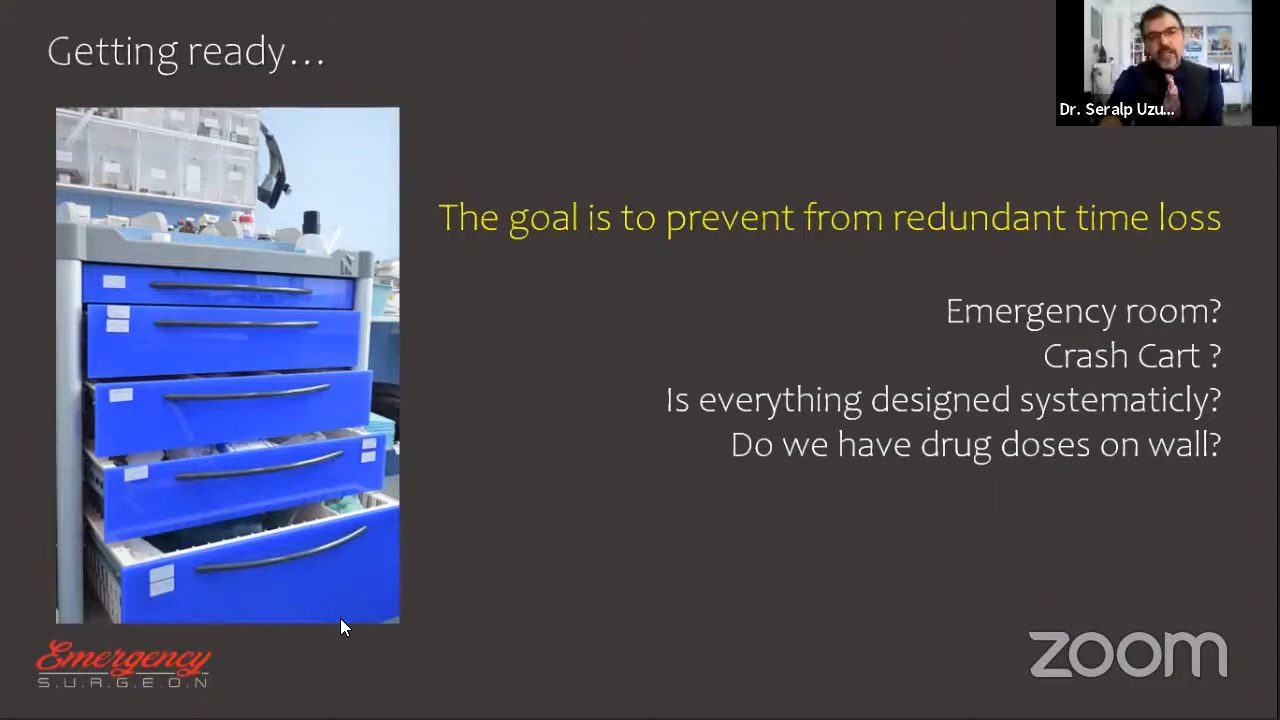 Getting ready...
Dr. Seralp Uzu...
The goal is to prevent from redundant time loss
Emergency room?
Crash Cart ?
Is everything designed systematicly?
Do we have drug doses on wall?
Emergency
S.U.R.G.E.O.N
zoom